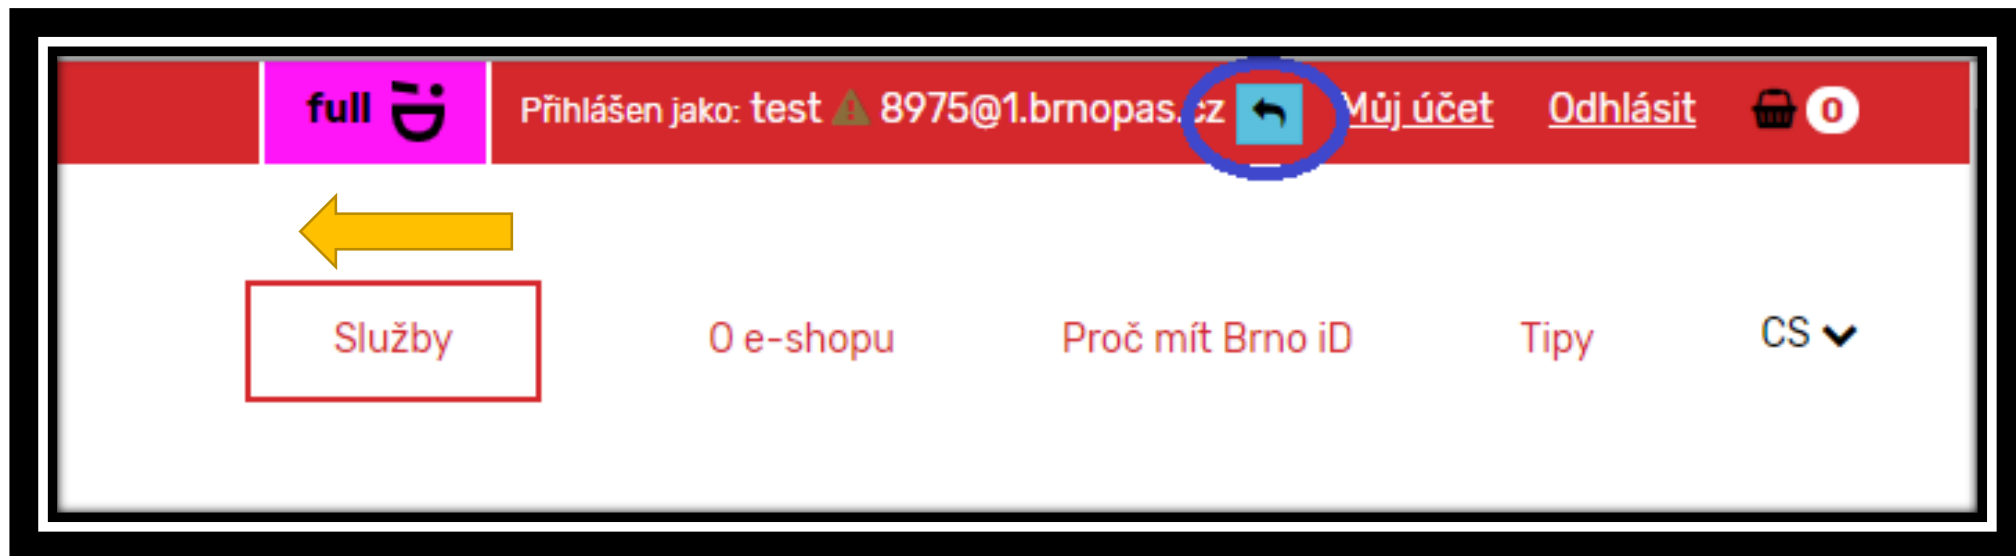 full iD Přihlášen jako: test 8975@1.brnopas.cz Můj účet Odhlásit 0
Služby O e-shopu Proč mít Brno iD Tipy CS